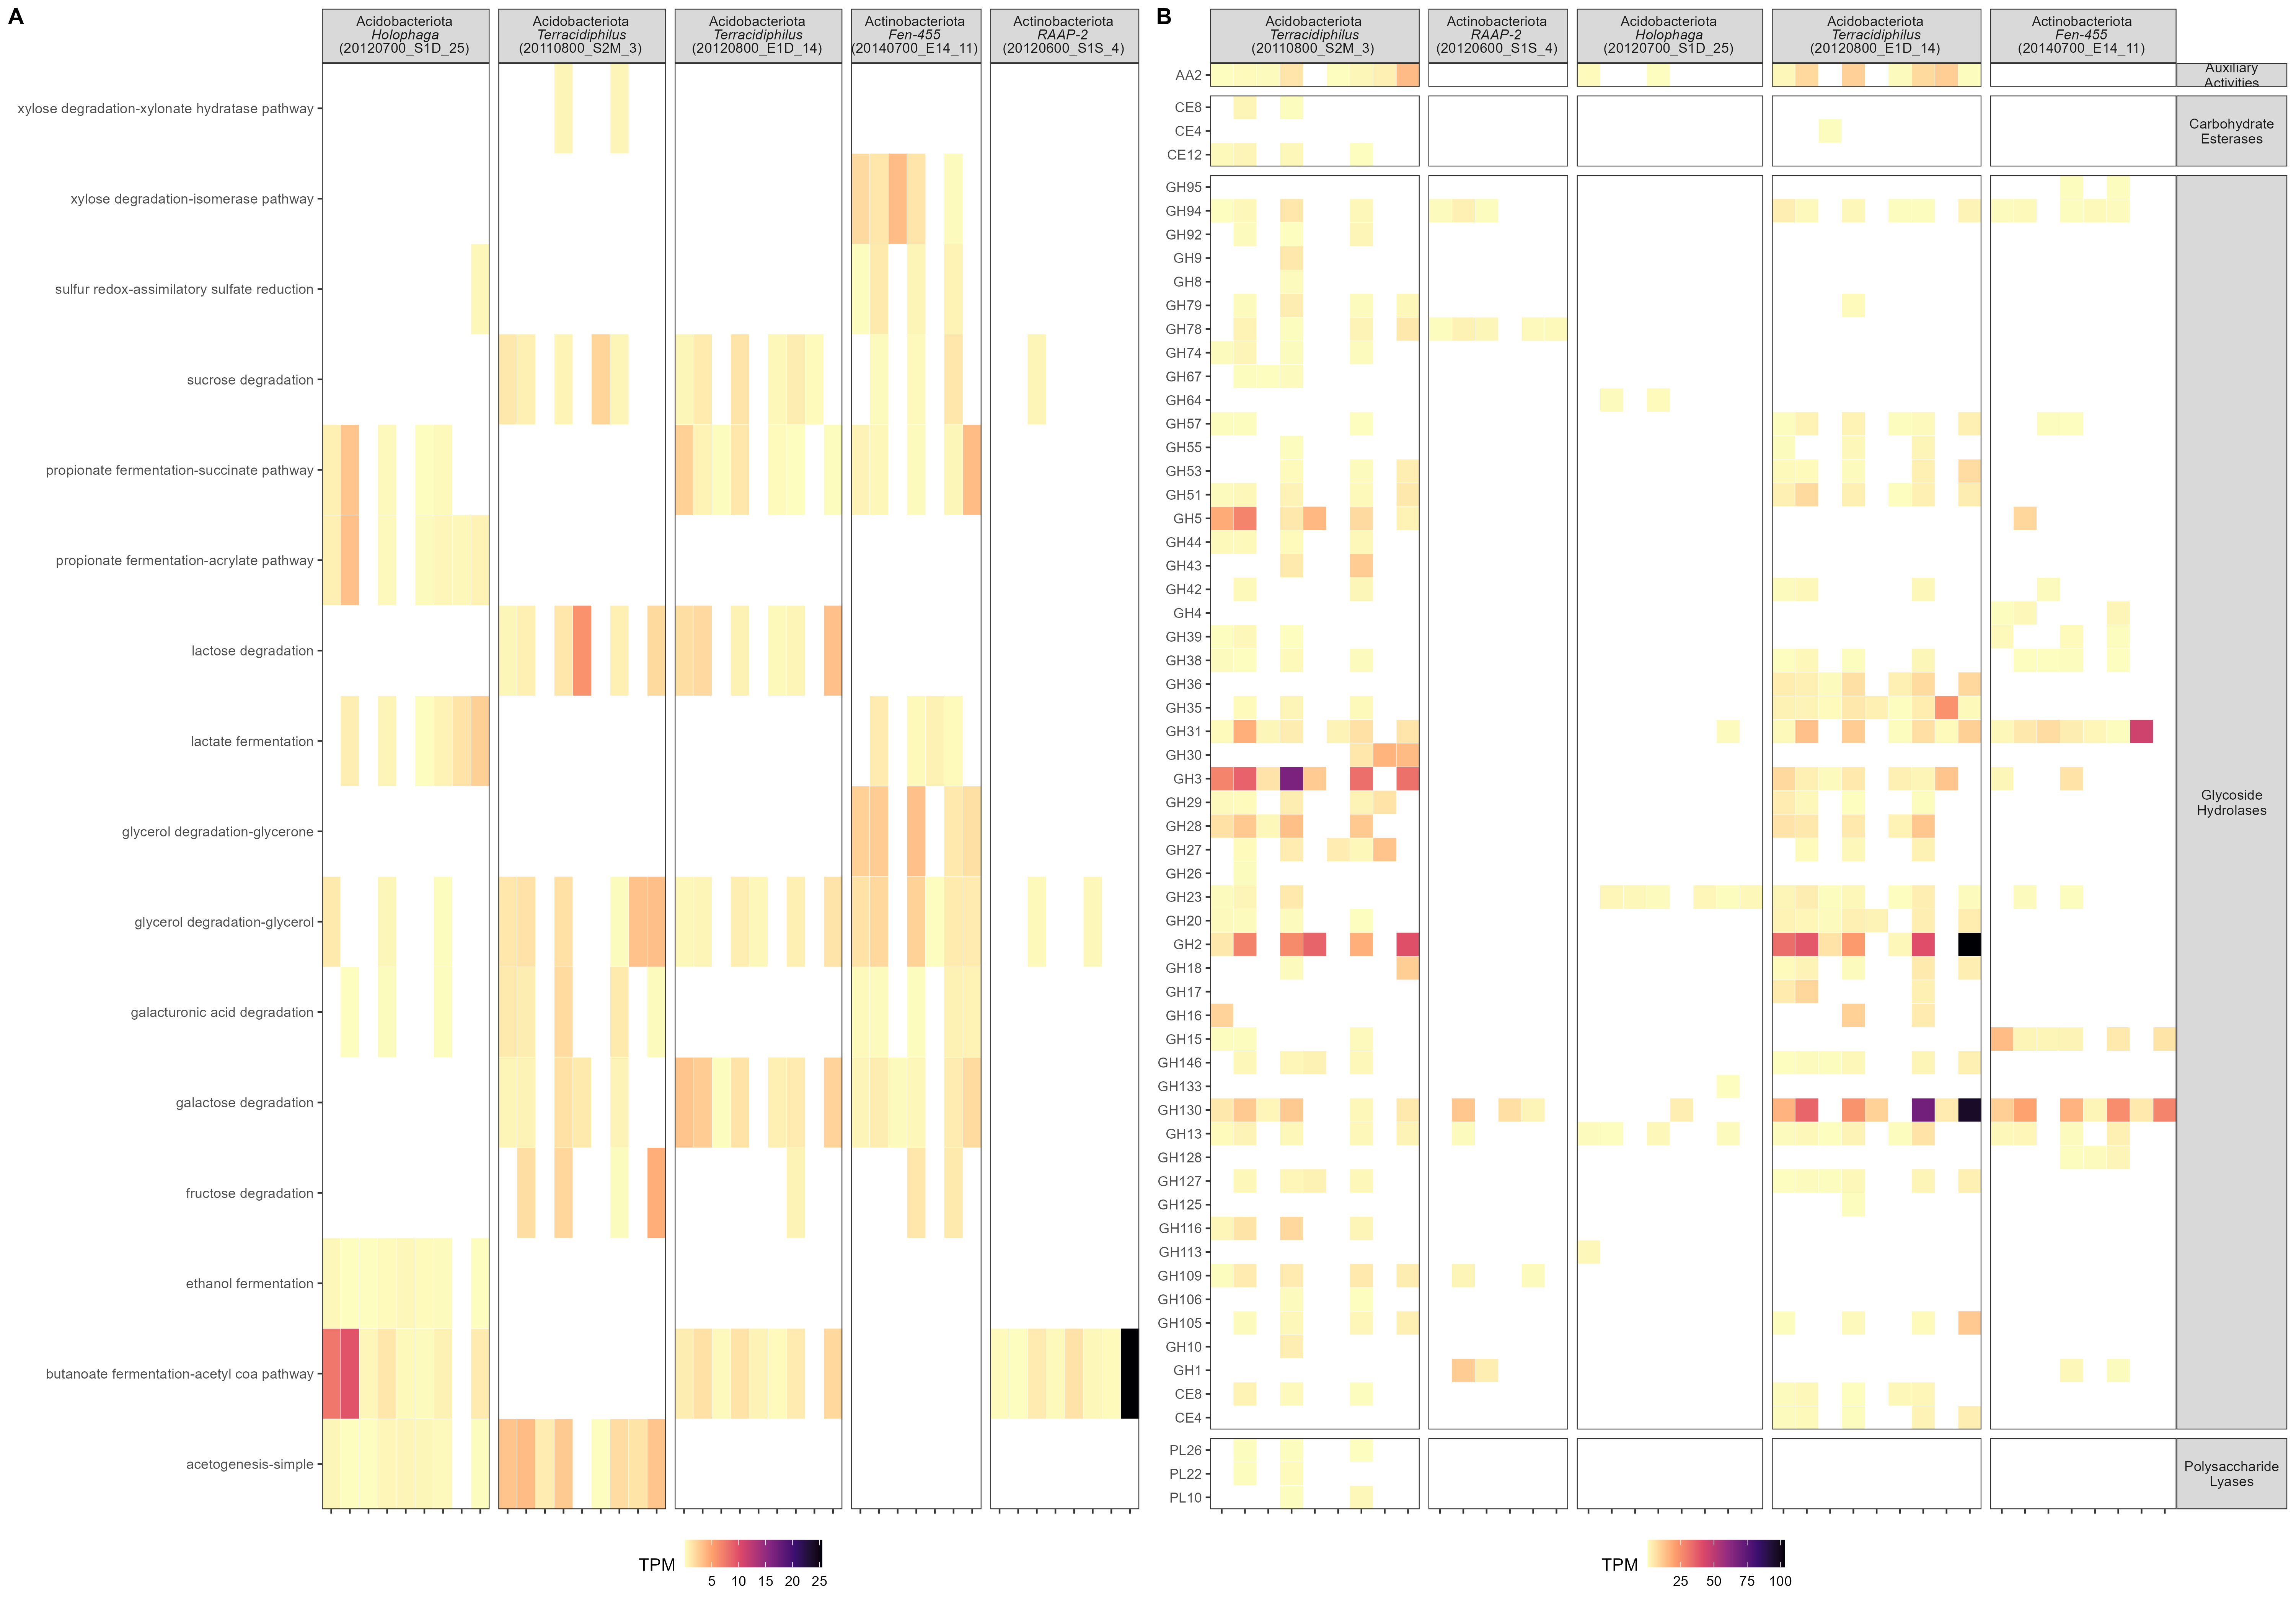 A
Acidobacteriota
Holophaga
(20120700_S1D_25)
Acidobacteriota
Terracidiphilus
(20110800_S2M_3)
Acidobacteriota
Terracidiphilus
(20120800_E1D_14)
Actinobacteriota
Fen-455
(20140700_E14_11)
Actinobacteriota
RAAP-2
(20120600_S1S_4)
xylose degradation-xylonate hydratase pathway
xylose degradation-isomerase pathway
sulfur redox-assimilatory sulfate reduction
sucrose degradation
propionate fermentation-succinate pathway
propionate fermentation-acrylate pathway
lactose degradation
lactate fermentation
glycerol degradation-glycerone
glycerol degradation-glycerol
galacturonic acid degradation
galactose degradation
fructose degradation
ethanol fermentation
butanoate fermentation-acetyl coa pathway
acetogenesis-simple
TPM
5 10 15 20 25
B
Acidobacteriota
Terracidiphilus
(20110800_S2M_3)
Actinobacteriota
RAAP-2
(20120600_S1S_4)
Acidobacteriota
Holophaga
(20120700_S1D_25)
Acidobacteriota
Terracidiphilus
(20120800_E1D_14)
Actinobacteriota
Fen-455
(20140700_E14_11)
AA2
Auxiliary
Activities
CE8
CE4
CE12
Carbohydrate
Esterases
GH95
GH94
GH92
GH9
GH8
GH79
GH78
GH74
GH67
GH64
GH57
GH55
GH53
GH51
GH5
GH44
GH43
GH42
GH4
GH39
GH38
GH36
GH35
GH31
GH30
GH3
GH29
GH28
GH27
GH26
GH23
GH20
GH2
GH18
GH17
GH16
GH15
GH146
GH133
GH130
GH13
GH128
GH127
GH125
GH116
GH113
GH109
GH106
GH105
GH10
GH1
CE8
CE4
Glycoside
Hydrolases
PL26
PL22
PL10
Polysaccharide
Lyases
TPM
25 50 75 100